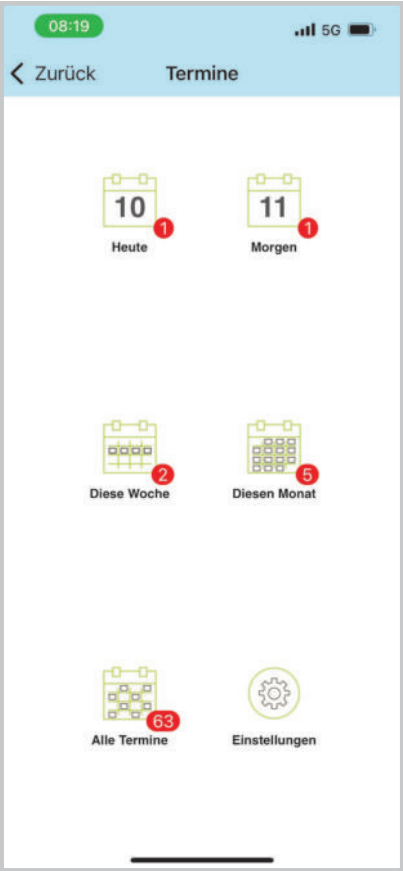 08:19 5G
Zurück Termine
10 11
1 1
Heute Morgen
2 5
Diese Woche Diesen Monat
63
Alle Termine Einstellungen